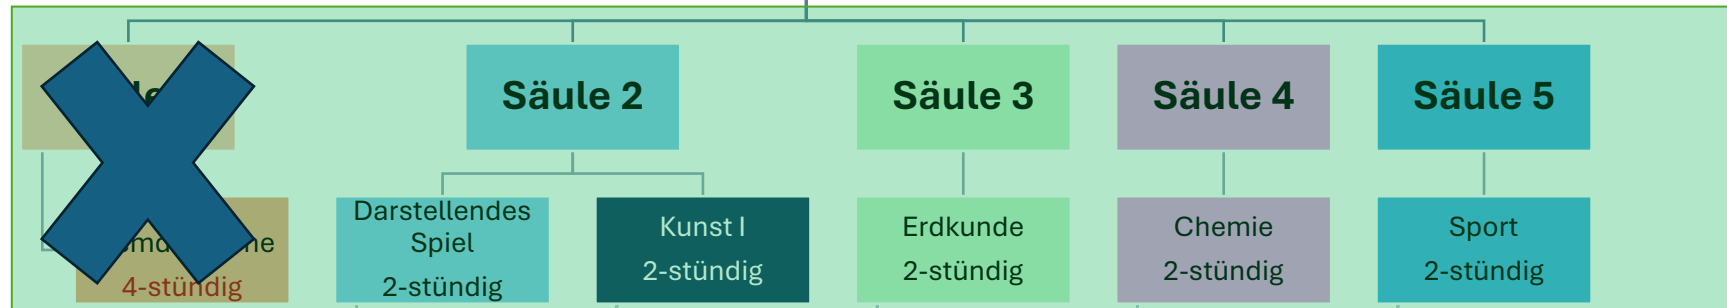 Säule 2
Säule 3
Säule 4
Säule 5
4-stündig
Darstellendes
Spiel
2-stündig
Kunst I
2-stündig
Erdkunde
2-stündig
Chemie
2-stündig
Sport
2-stündig